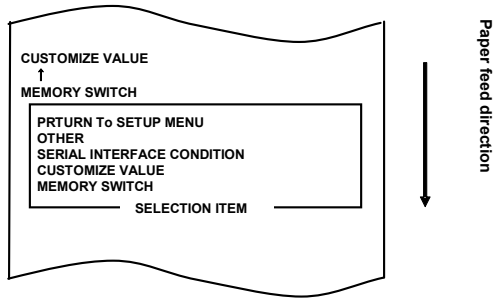 CUSTOMIZE VALUE
↑
MEMORY SWITCH
PRTURN To SETUP MENU
OTHER
SERIAL INTERFACE CONDITION
CUSTOMIZE VALUE
MEMORY SWITCH
SELECTION ITEM
Paper feed direction